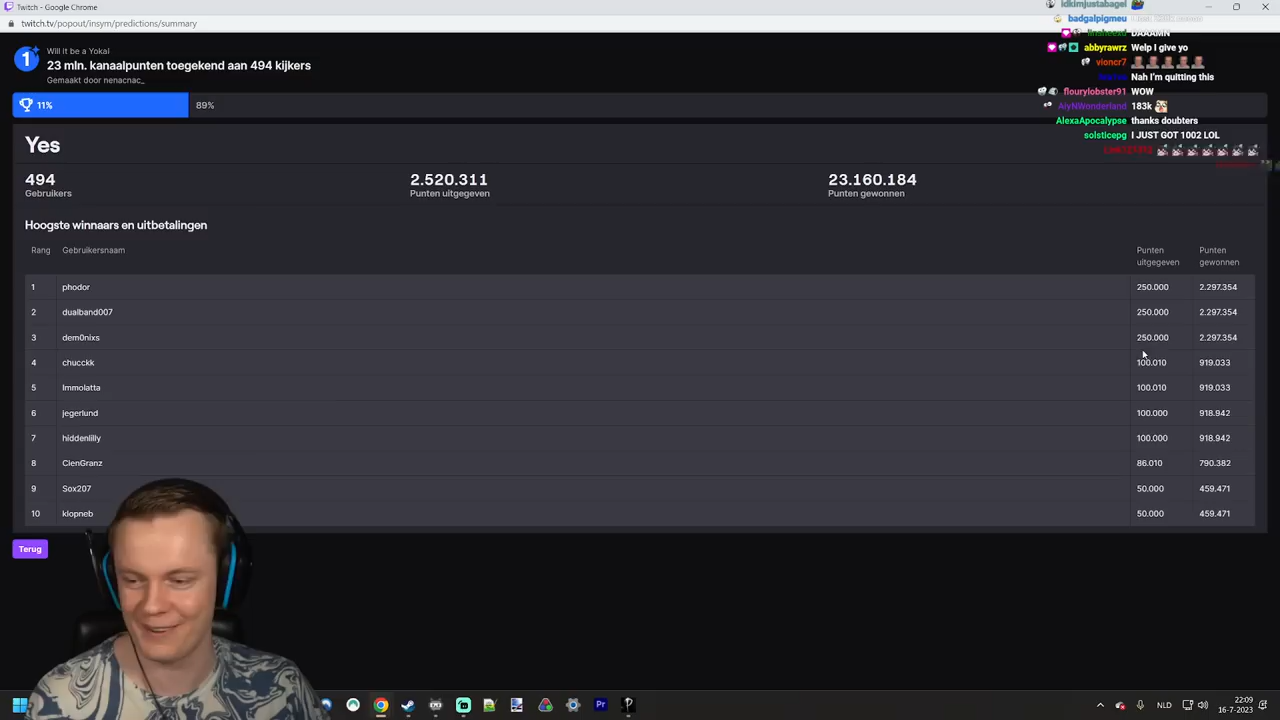 Twitch - Google Chrome
twitch.tv/popout/insym/predictions/summary
Will It be a Yokai
23 mln. kanaalpunten toegekend aan 494 kijkers
Gemaakt door nenacnac_
11%
89%
Yes
494
Gebruikers
2.520.311
Punten uitgegeven
23.160.184
Punten gewonnen
Hoogste winnaars en uitbetalingen
Rang Gebruikersnaam Punten uitgegeven Punten gewonnen
1 phodor 250.000 2.297.354
2 dualband007 250.000 2.297.354
3 dem0nixs 250.000 2.297.354
4 chucckk 100.010 919.033
5 lmmolatta 100.010 919.033
6 jegerlund 100.000 918.942
7 hiddenlilly 100.000 918.942
8 CienGranz 86.010 790.382
9 Sox207 50.000 459.471
10 klopneb 50.000 459.471
Terug
idkimjustabagel
badgalpigmeu
DAAAMN
abbyrawrz Welp I give yo
vioncr7
Nah I'm quitting this
flourylobster91 WOW
AlyNWonderland 183k
AlexaApocalypse thanks doubters
solsticepg I JUST GOT 1002 LOL
Pr
NLD
22:09
16-7-2023